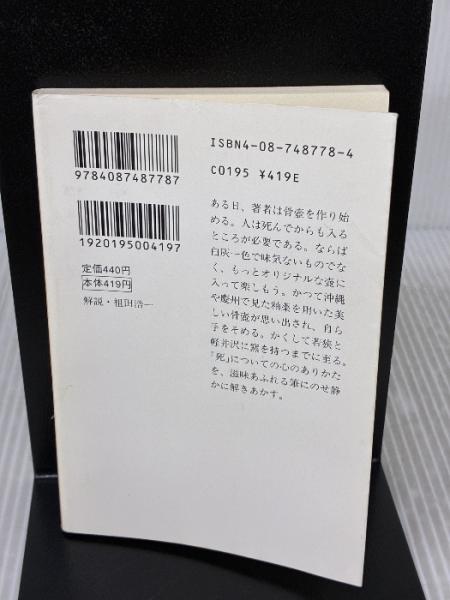 ISBN4-08-748778-4
C0195 ¥419E
9784087487787
1920195004197
定価440円
本体419円
解説・祖田浩一
ある日、著者は骨壺を作り始
める。人は死んでからも入る
ところが必要である。ならば
白灰一色で味気ないものでな
く、もっとオリジナルな壺に
入って楽しもう。かつて沖縄
や慶州で見た釉薬を用いた美
しい骨壺が思い出され、自ら
手をそめる。かくして若狭と
軽井沢に窯を持つまでに至る。
「死」についての心のありかた
を、滋味あふれる筆にのせ静
かに解きあかす。